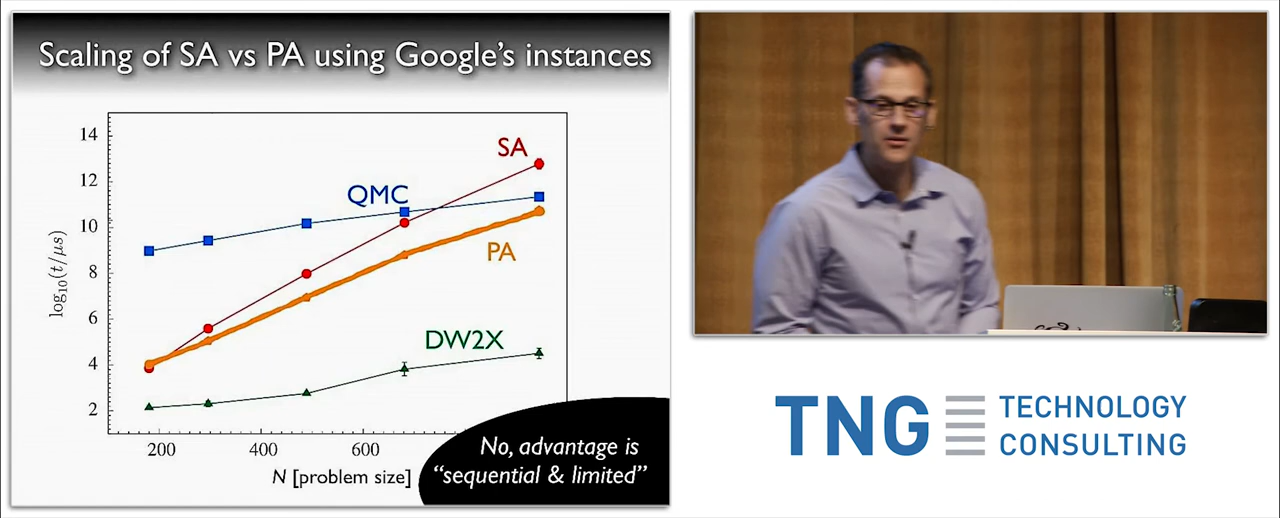 Scaling of SA vs PA using Google's instances
14
12
10
8
6
4
2
log10(t/μs)
SA
QMC
PA
DW2X
200
400
600
N [problem size]
No, advantage is
"sequential & limited"
TNG TECHNOLOGY
CONSULTING